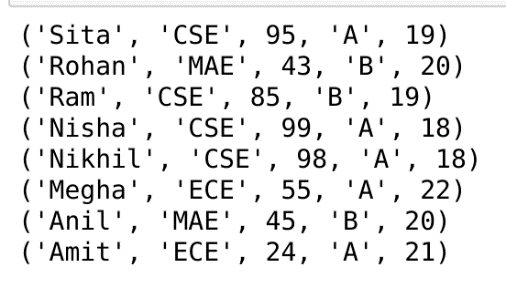 ('Sita', 'CSE', 95, 'A', 19)
('Rohan', 'MAE', 43, 'B', 20)
('Ram', 'CSE', 85, 'B', 19)
('Nisha', 'CSE', 99, 'A', 18)
('Nikhil', 'CSE', 98, 'A', 18)
('Megha', 'ECE', 55, 'A', 22)
('Anil', 'MAE', 45, 'B', 20)
('Amit', 'ECE', 24, 'A', 21)